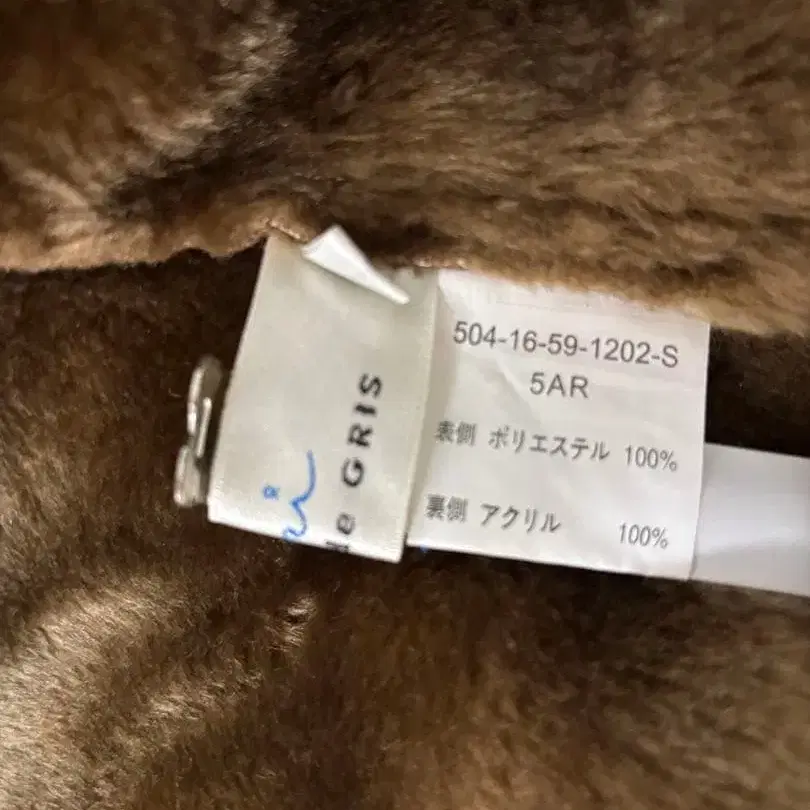 de GRIS
504-16-59-1202-S
5AR
表側 ポリエステル 100%
裏側 アクリル 100%